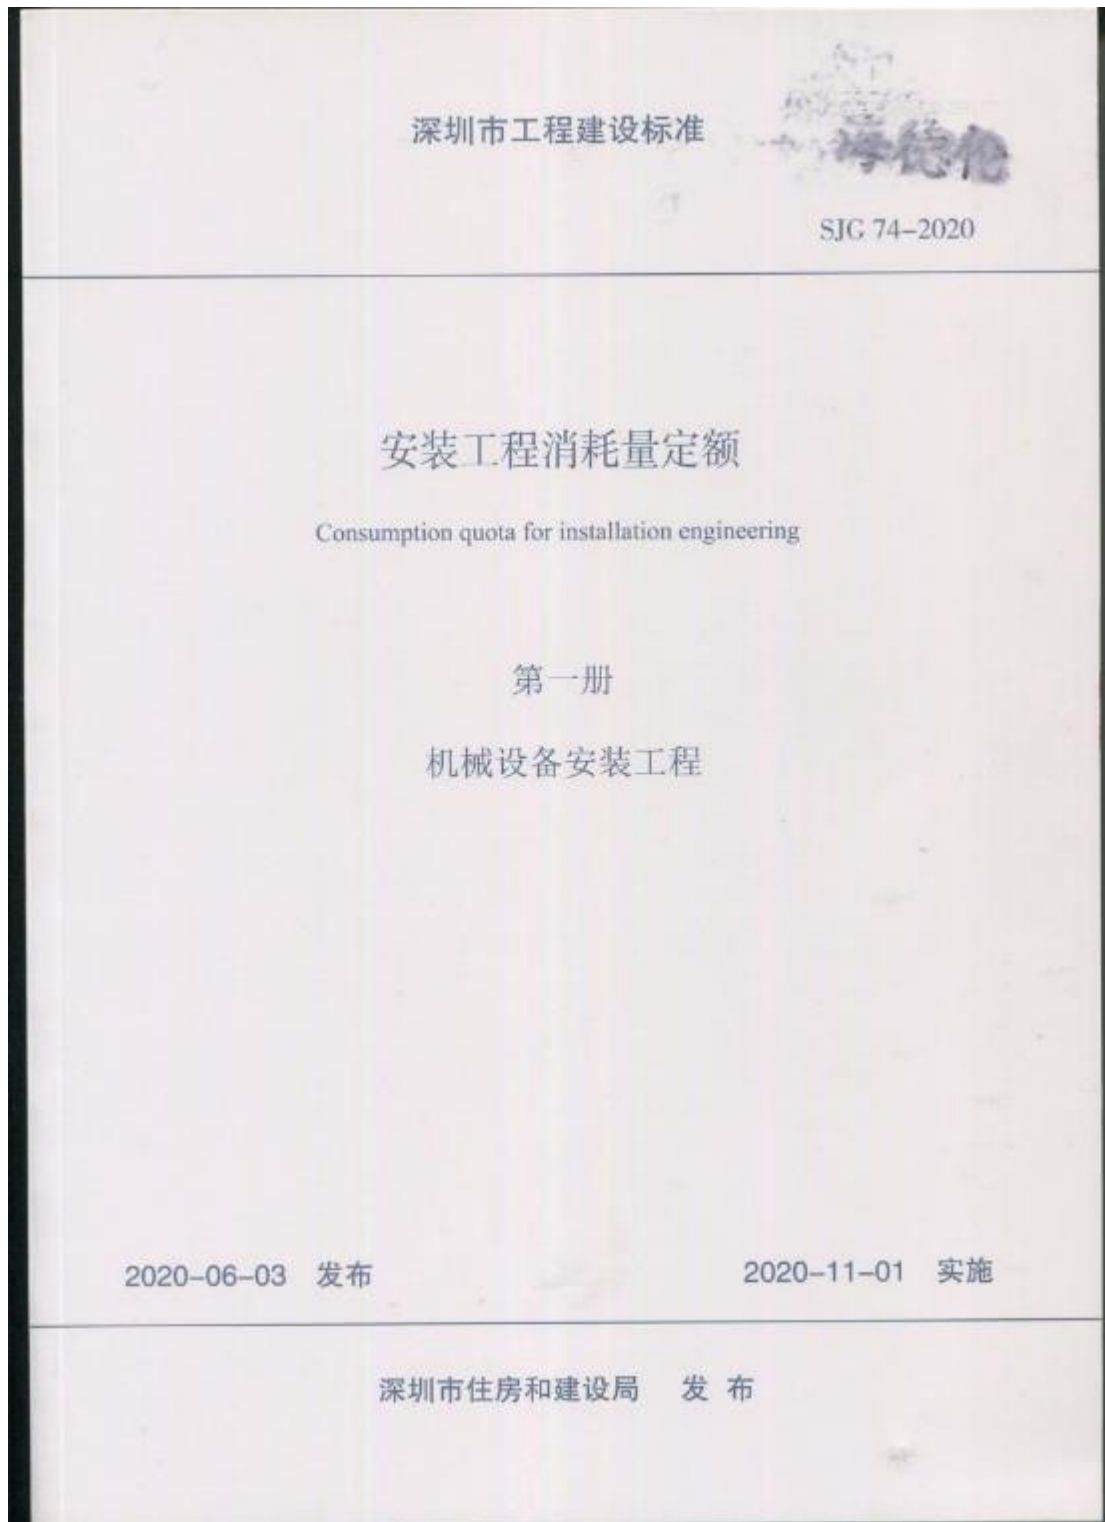 深圳市工程建设标准
SJG 74-2020
安装工程消耗量定额
Consumption quota for installation engineering
第一册
机械设备安装工程
2020-06-03 发布
2020-11-01 实施
深圳市住房和建设局 发布